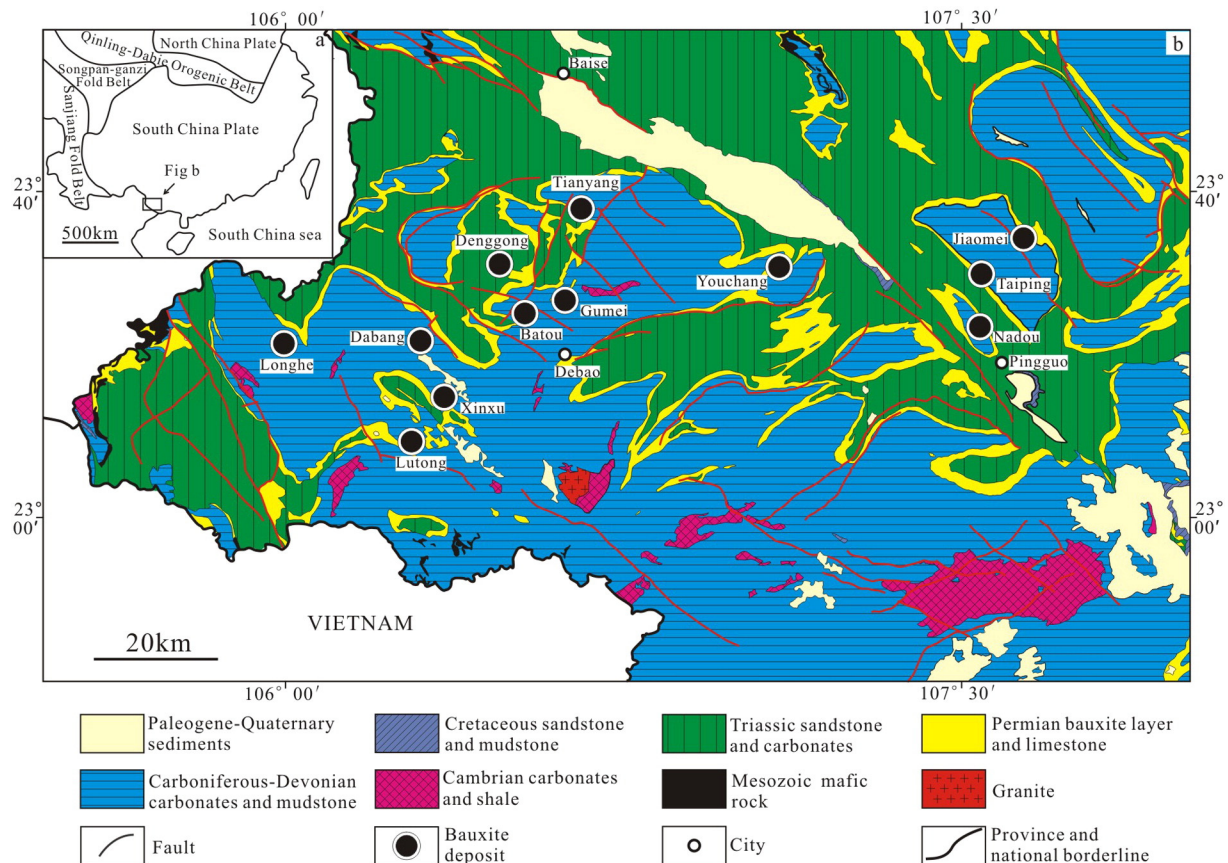 106° 00′
107° 30′
a
b
Qinling-Dabie Orogenic Belt
North China Plate
Songpan-ganzi
Fold Belt
Sanjiang Fold Belt
South China Plate
Fig b
500km
South China sea
Baise
23°
40′
23°
40′
Tianyang
Denggong
Jiaomei
Youchang
Taiping
Gumei
Batou
Dabang
Nadou
Longhe
Debao
Pingguo
Xinxu
Lutong
23°
00′
23°
00′
VIETNAM
20km
106° 00′
107° 30′
Paleogene-Quaternary
sediments
Cretaceous sandstone
and mudstone
Triassic sandstone
and carbonates
Permian bauxite layer
and limestone
Carboniferous-Devonian
carbonates and mudstone
Cambrian carbonates
and shale
Mesozoic mafic
rock
Granite
Fault
Bauxite
deposit
City
Province and
national borderline